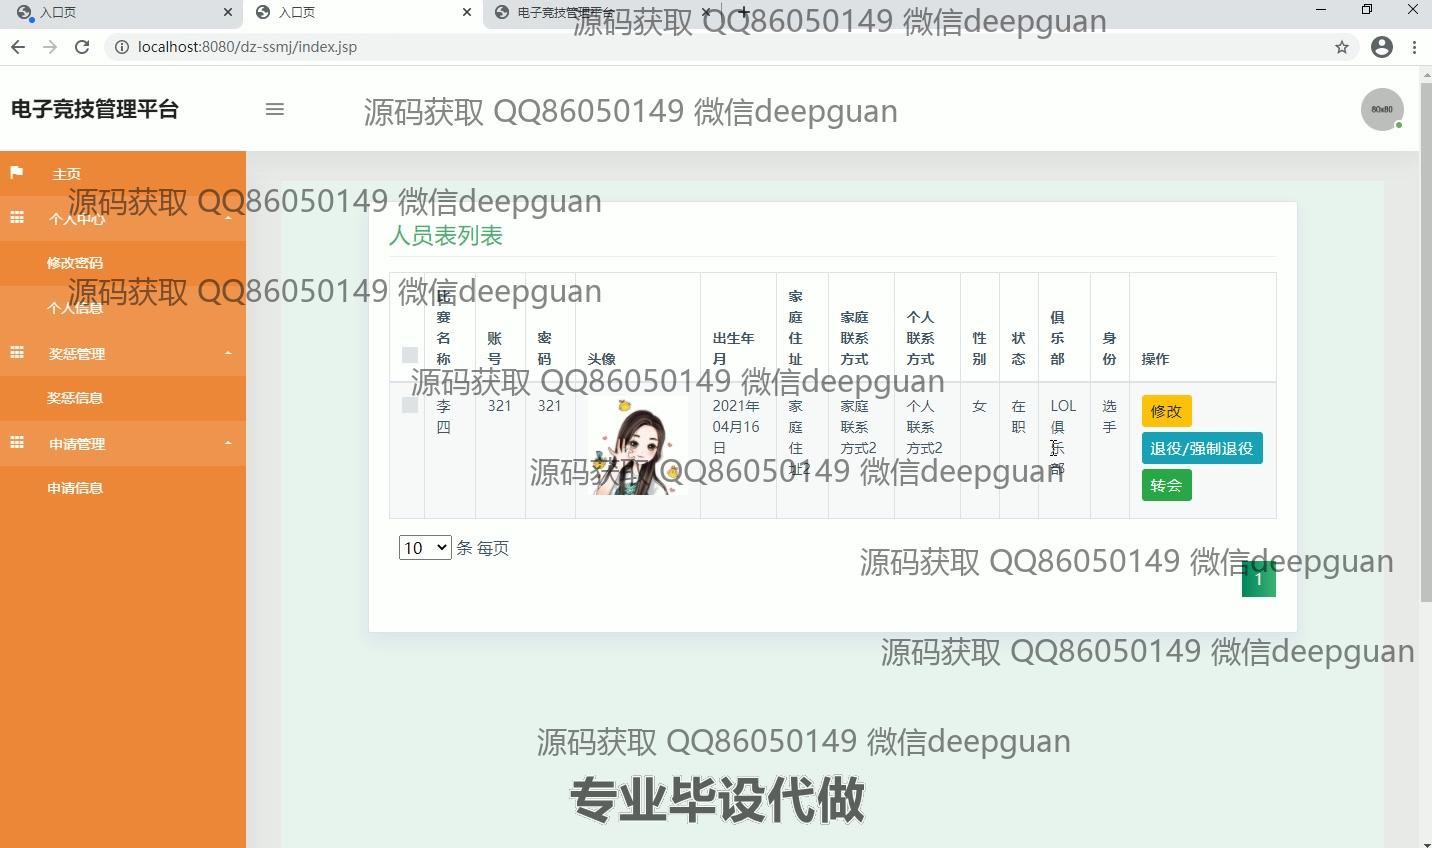 入口页
入口页
电子竞技管理平台
源码获取 QQ86050149 微信deepguan
localhost:8080/dz-ssmj/index.jsp
电子竞技管理平台
源码获取 QQ86050149 微信deepguan
80x80
主页
源码获取 QQ86050149 微信deepguan
个人中心
修改密码
源码获取 QQ86050149 微信deepguan
个人信息
奖惩管理
奖惩信息
申请管理
申请信息
人员表列表
比赛名称 账号 密码 头像 出生年月 家庭住址 家庭联系方式 个人联系方式 性别 状态 俱乐部 身份 操作
源码获取 QQ86050149 微信deepguan
李四 321 321 2021年04月16日 家庭住址2 家庭联系方式2 个人联系方式2 女 在职 LOL俱乐部 选手
修改
退役/强制退役
转会
源码获取 QQ86050149 微信deepguan
10 条 每页
源码获取 QQ86050149 微信deepguan
1
源码获取 QQ86050149 微信deepguan
源码获取 QQ86050149 微信deepguan
专业毕设代做